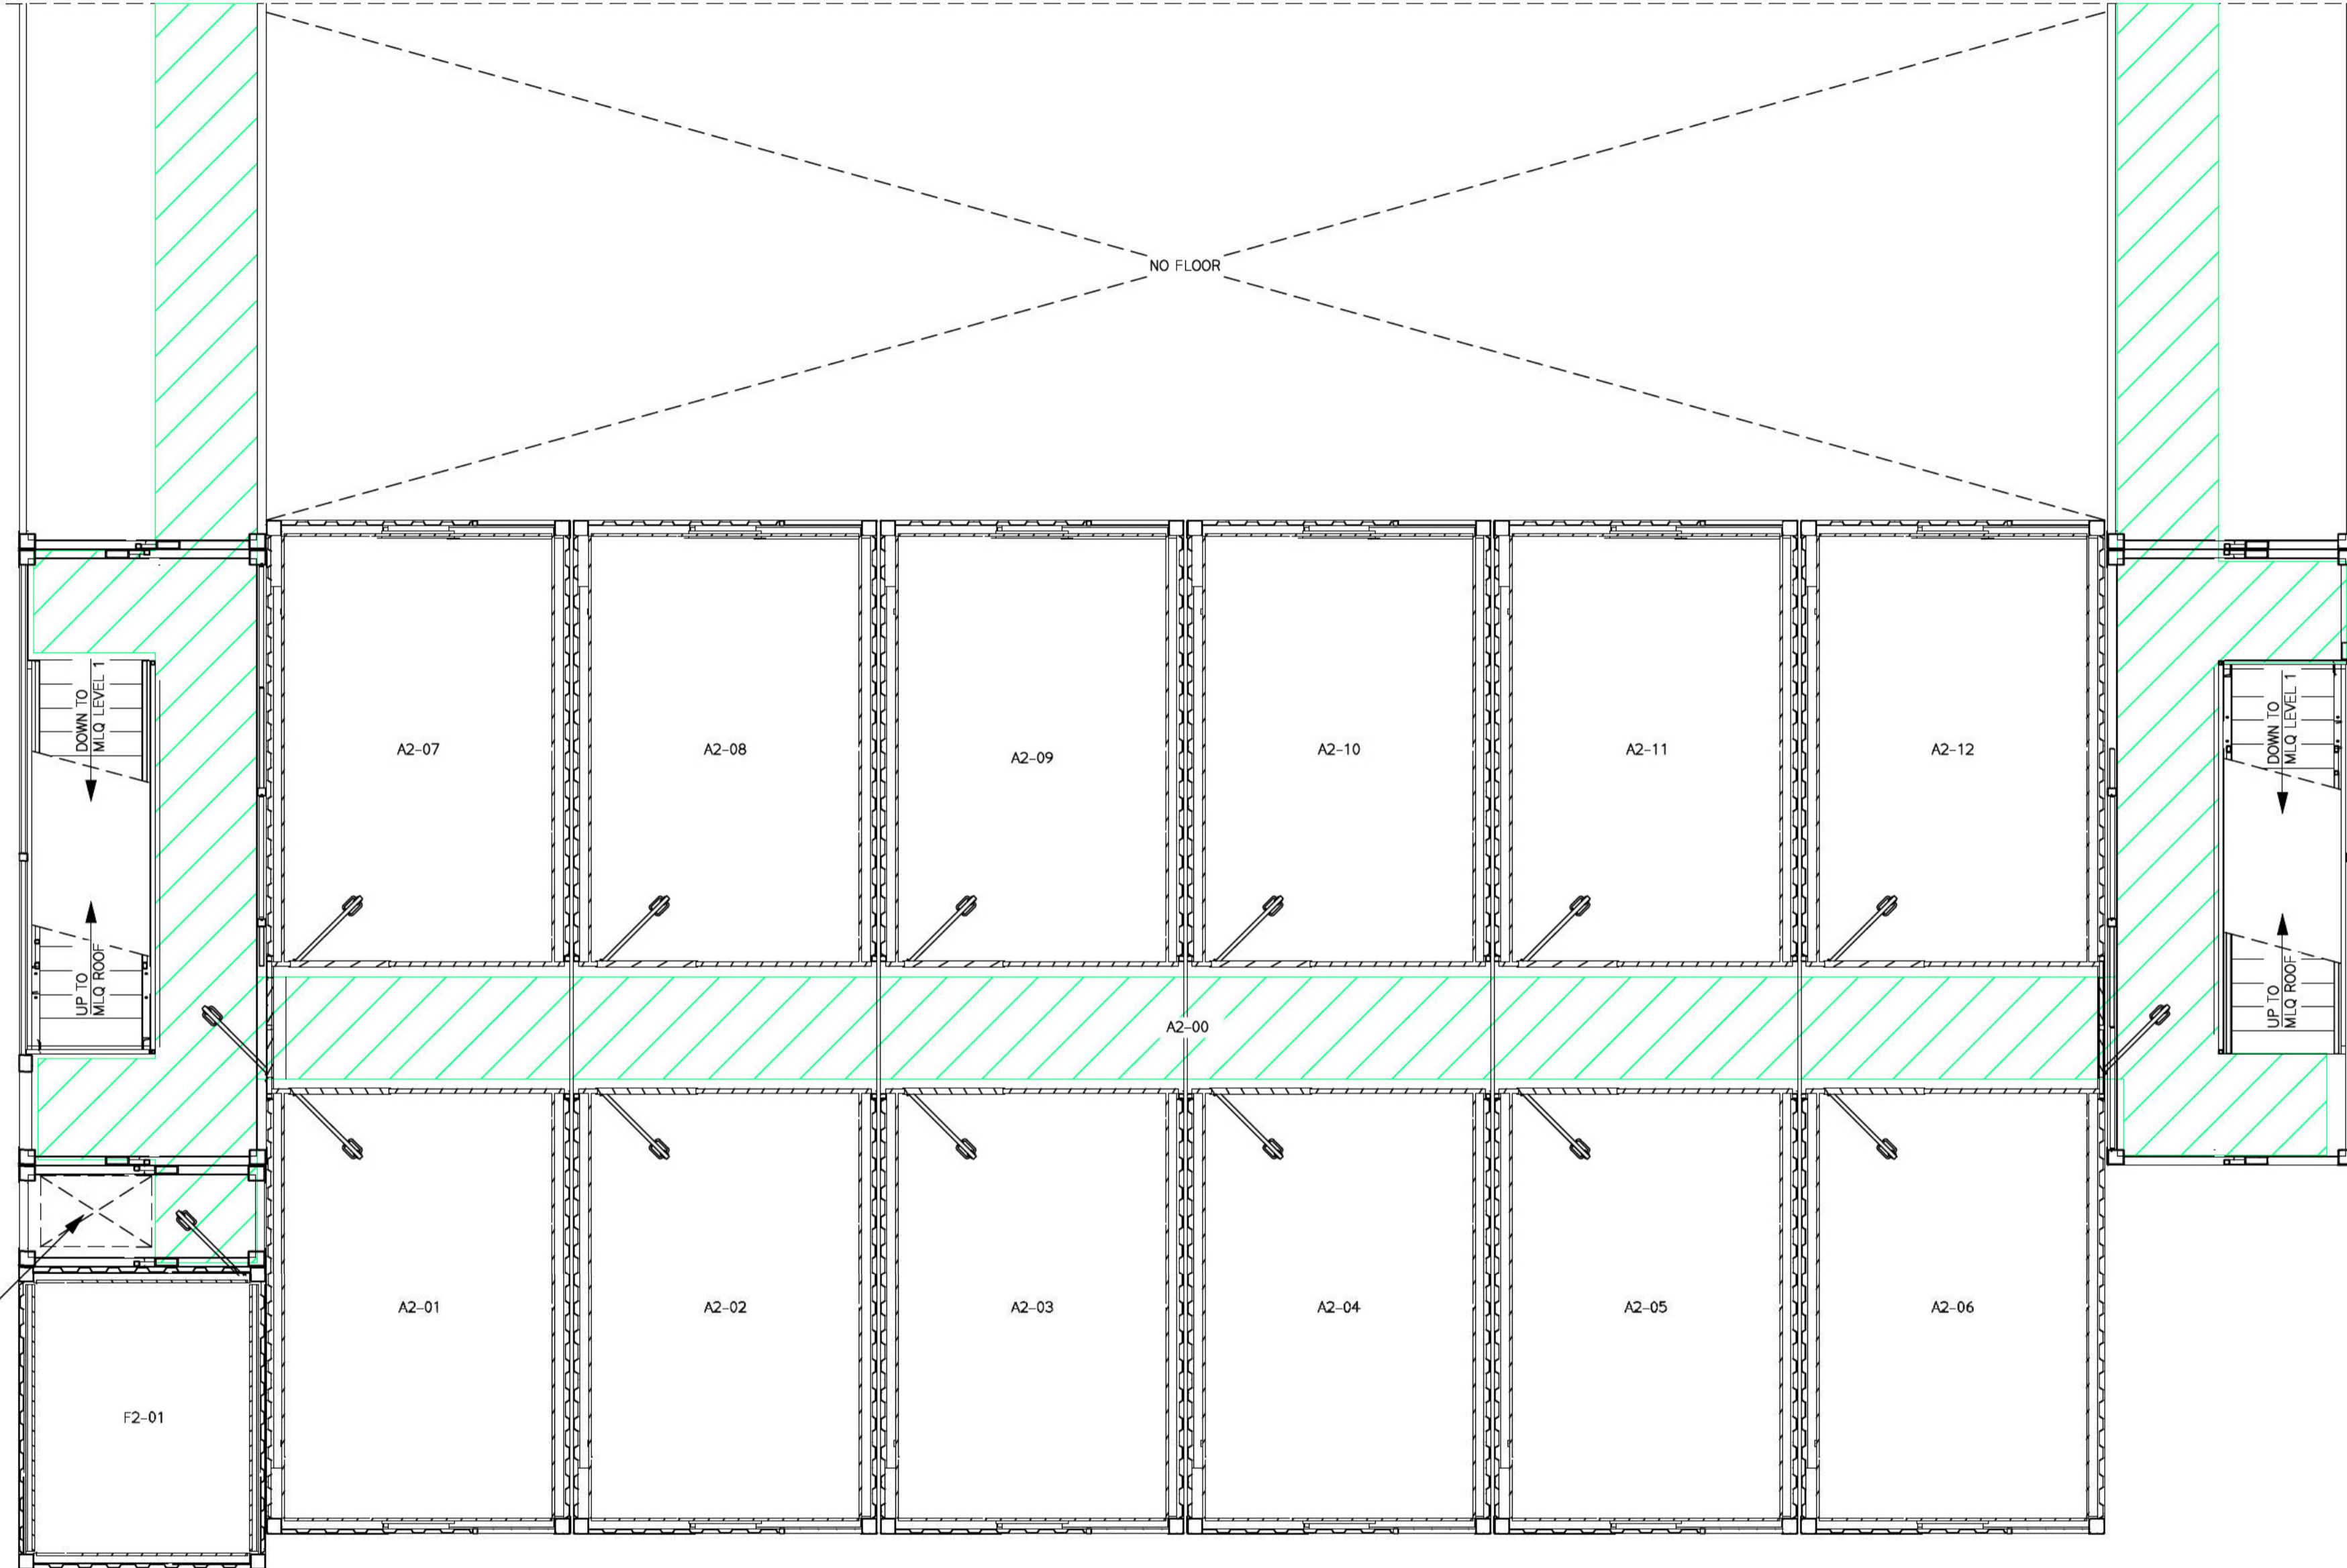 NO FLOOR
DOWN TO
MLQ LEVEL 1
DOWN TO
MLQ LEVEL 1
A2-07
A2-08
A2-09
A2-10
A2-11
A2-12
UP TO
MLQ ROOF
UP TO
MLQ ROOF
A2-00
A2-01
A2-02
A2-03
A2-04
A2-05
A2-06
F2-01